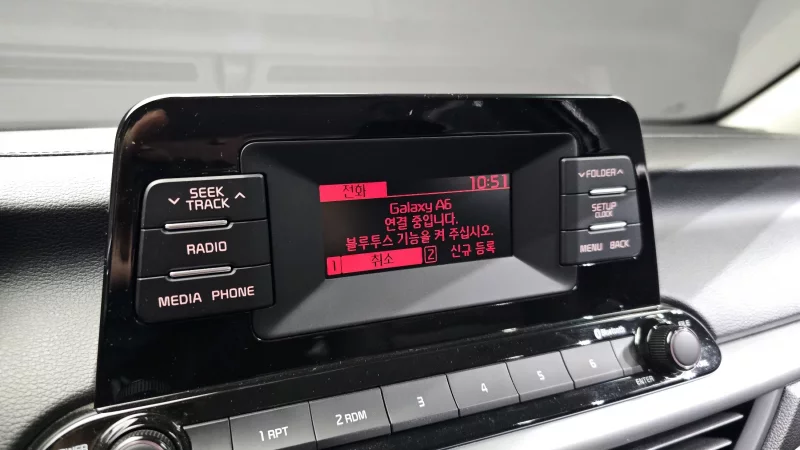 전화 10:51
Galaxy A6
연결 중입니다.
블루투스 기능을 켜 주십시오.
1 취소 2 신규 등록
SEEK
TRACK
RADIO
MEDIA PHONE
FOLDER
SETUP
CLOCK
MENU BACK
Bluetooth
ENTER
1 RPT
2 RDM
3
4
5
6